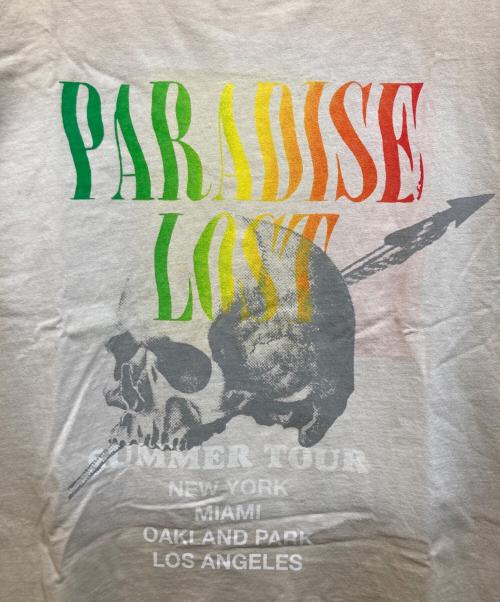 PARADISE
LOST
SUMMER TOUR
NEW YORK
MIAMI
OAKLAND PARK
LOS ANGELES